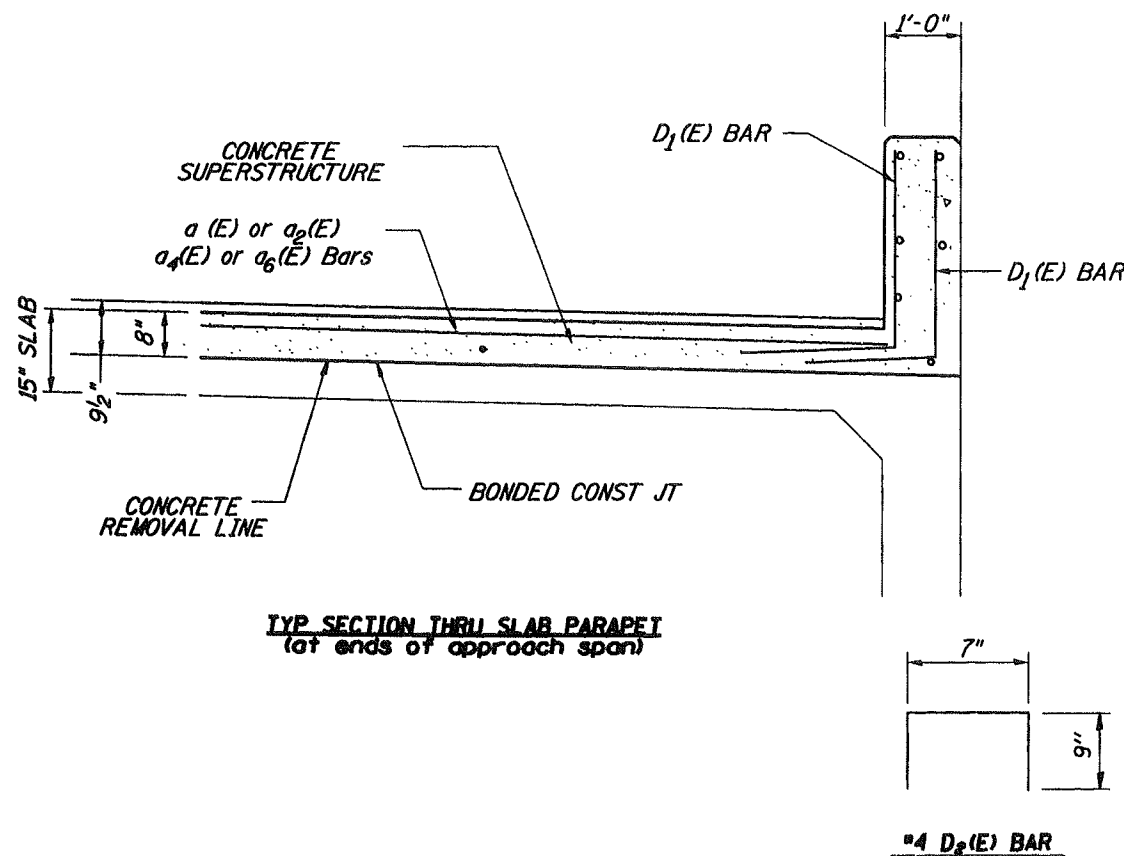 1'-0"
D₁(E) BAR
CONCRETE
SUPERSTRUCTURE
a (E) or a₂(E)
a₄(E) or a₆(E) Bars
D₁(E) BAR
15" SLAB
9½"
8"
CONCRETE
REMOVAL LINE
BONDED CONST JT
TYP SECTION THRU SLAB PARAPET
(at ends of approach span)
7"
9"
#4 D₂(E) BAR